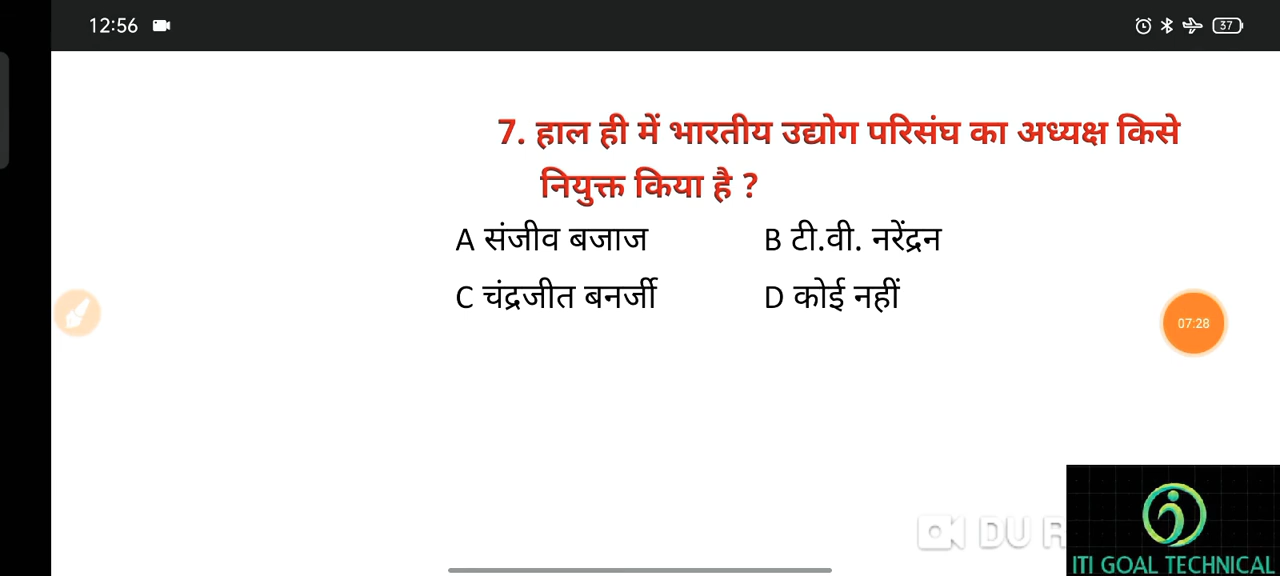 12:56
37
7. हाल ही में भारतीय उद्योग परिसंघ का अध्यक्ष किसे
नियुक्त किया है ?
A संजीव बजाज B टी.वी. नरेंद्रन
C चंद्रजीत बनर्जी D कोई नहीं
07:28
DU R
ITI GOAL TECHNICAL